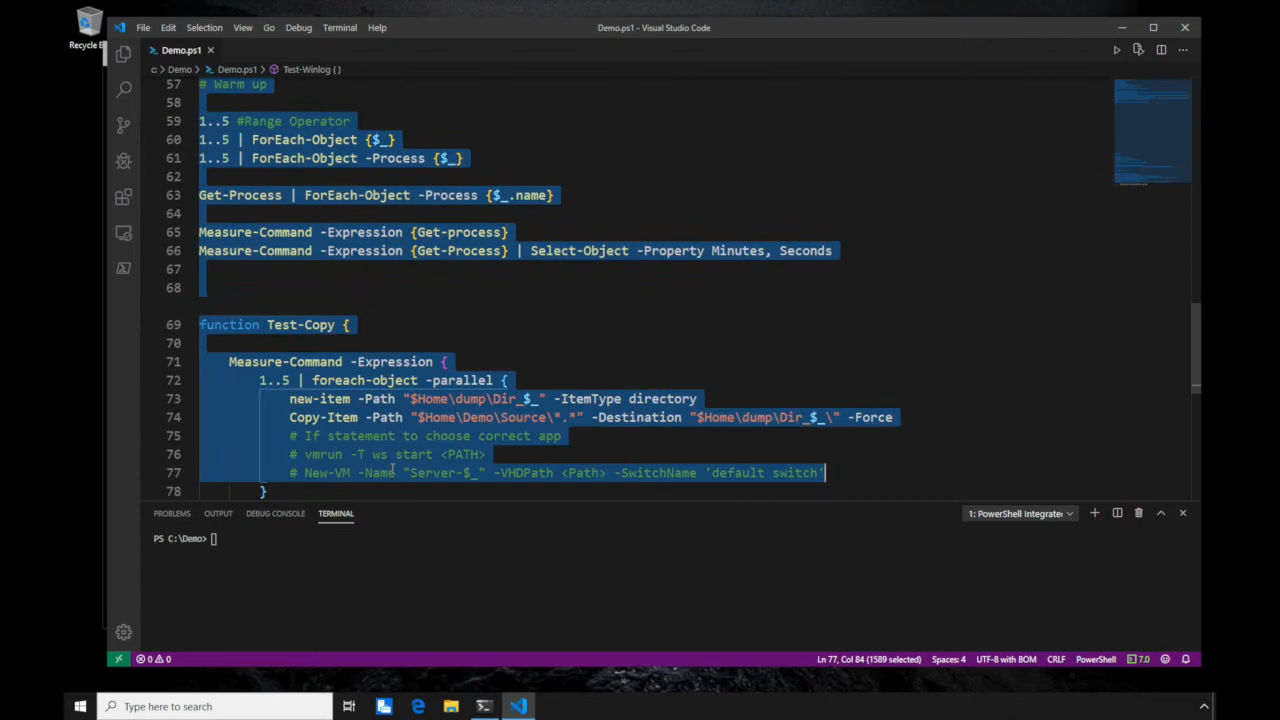 Recycle B
File Edit Selection View Go Debug Terminal Help
Demo.ps1 - Visual Studio Code
Demo.ps1
c: > Demo > Demo.ps1 > Test-Winlog ( )
57 # Warm up
58
59 1..5 #Range Operator
60 1..5 | ForEach-Object {$_}
61 1..5 | ForEach-Object -Process {$_}
62
63 Get-Process | ForEach-Object -Process {$_.name}
64
65 Measure-Command -Expression {Get-process}
66 Measure-Command -Expression {Get-Process} | Select-Object -Property Minutes, Seconds
67
68
69 function Test-Copy {
70
71 Measure-Command -Expression {
72 1..5 | foreach-object -parallel {
73 new-item -Path "$Home\dump\Dir_$_" -ItemType directory
74 Copy-Item -Path "$Home\Demo\Source\*.*" -Destination "$Home\dump\Dir_$_\" -Force
75 # If statement to choose correct app
76 # vmrun -T ws start <PATH>
77 # New-VM -Name "Server-$_" -VHDPath <Path> -SwitchName 'default switch'
78 }
PROBLEMS OUTPUT DEBUG CONSOLE TERMINAL
1: PowerShell Integrate
PS C:\Demo>
0 0
Ln 77, Col 84 (1589 selected) Spaces: 4 UTF-8 with BOM CRLF PowerShell 7.0
Type here to search